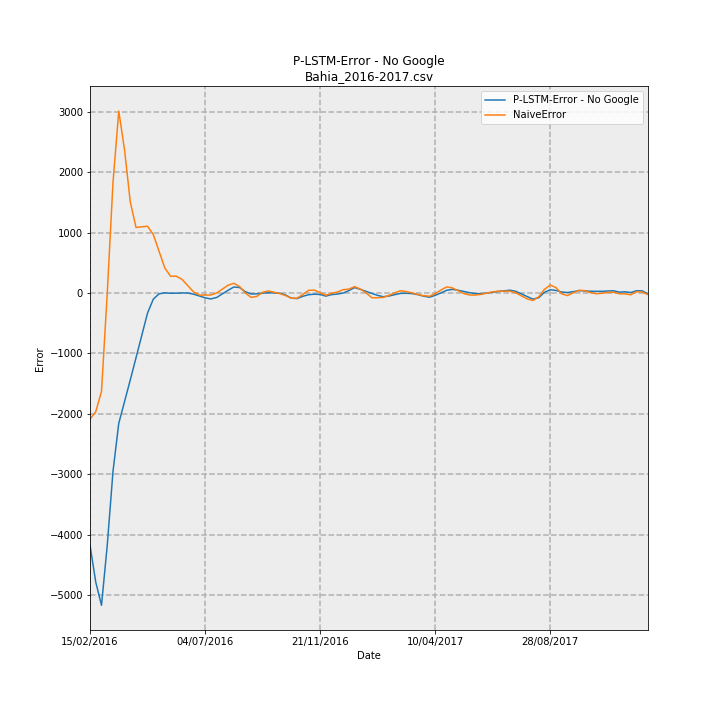 P-LSTM-Error - No Google
Bahia_2016-2017.csv
P-LSTM-Error - No Google
NaiveError
3000
2000
1000
0
−1000
−2000
−3000
−4000
−5000
Error
15/02/2016
04/07/2016
21/11/2016
10/04/2017
28/08/2017
Date